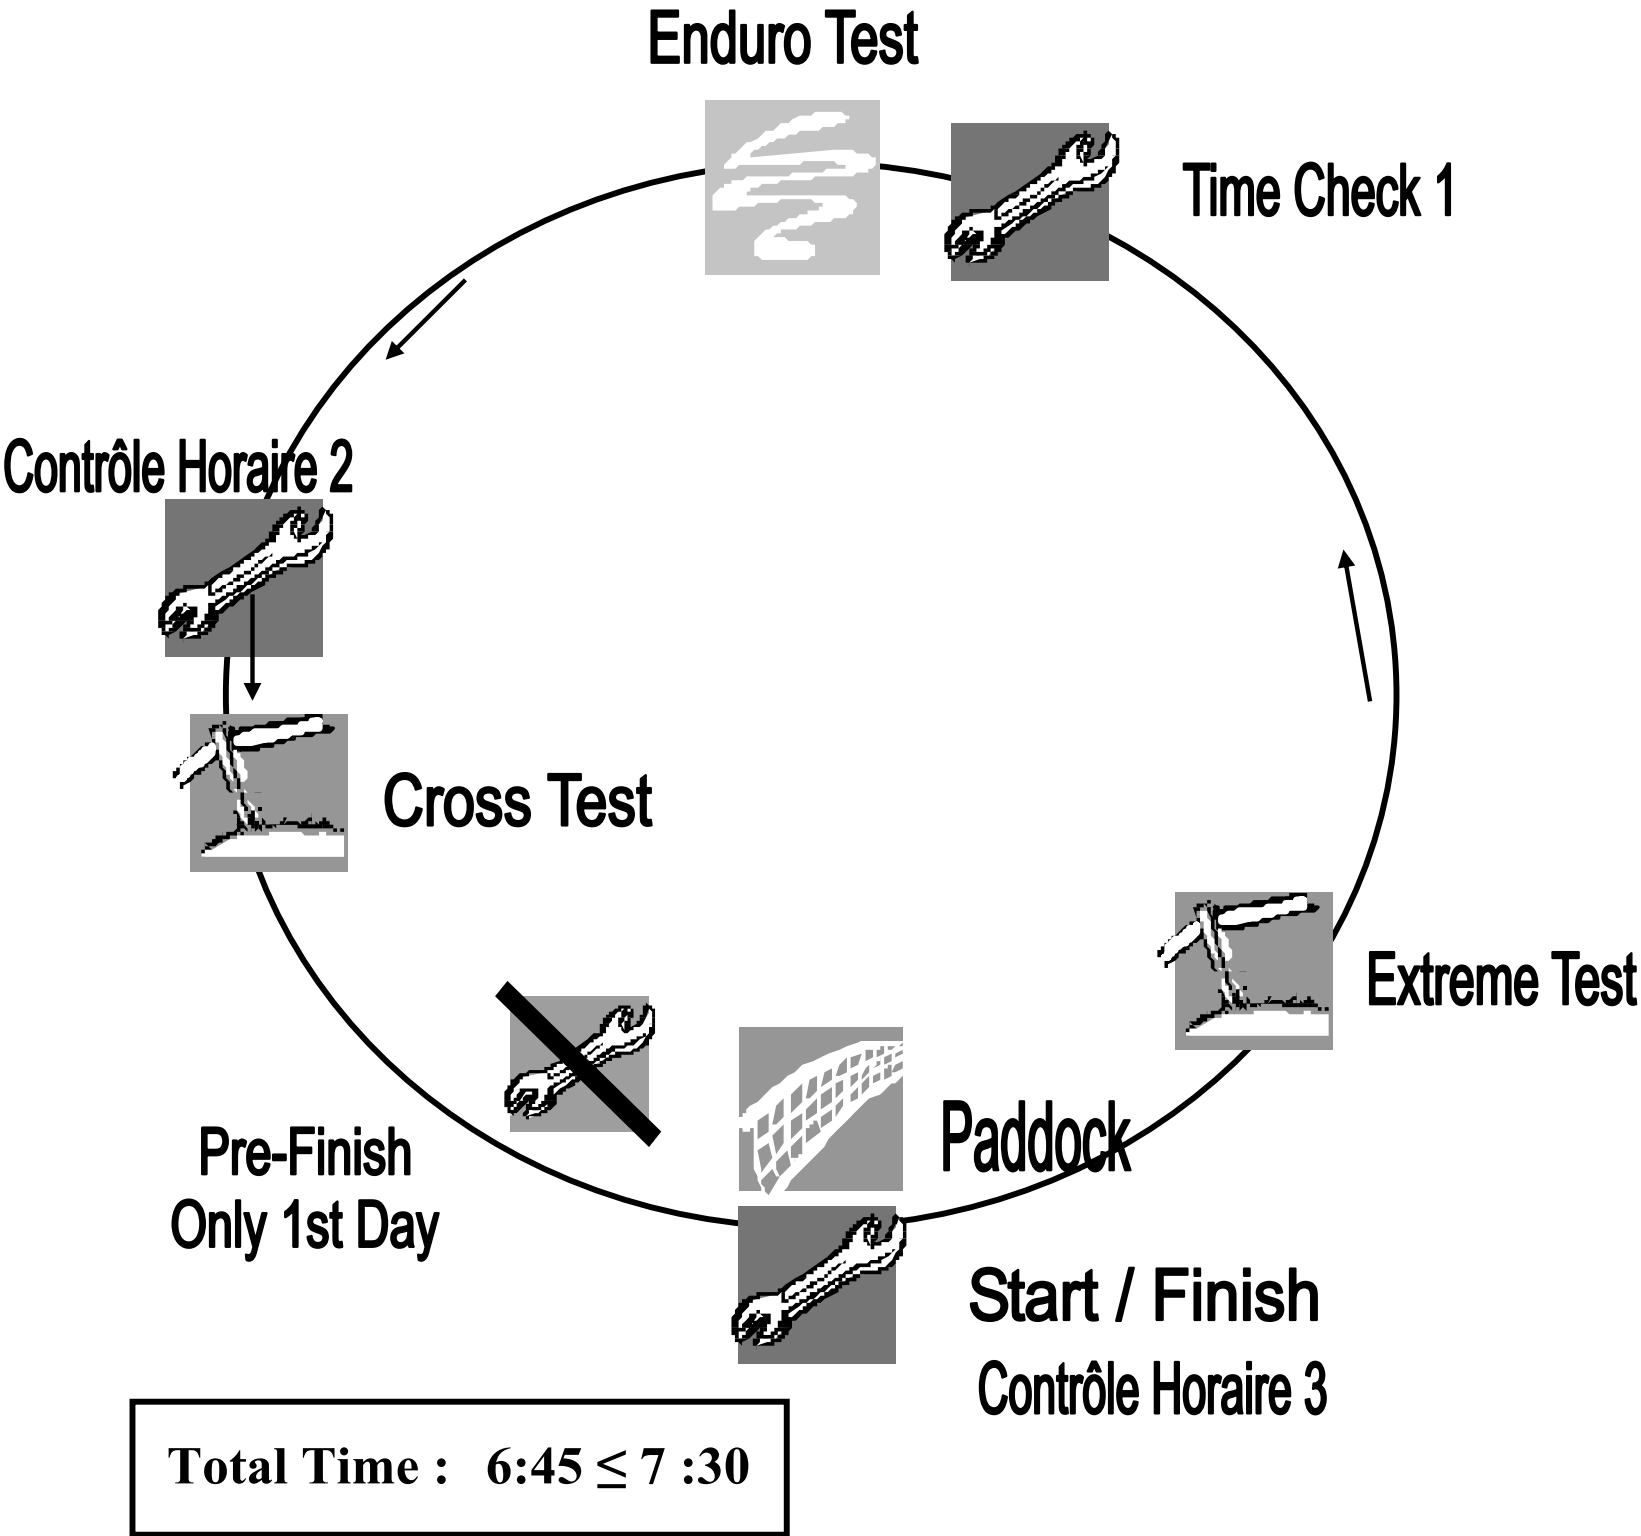 Enduro Test
Time Check 1
Contrôle Horaire 2
Cross Test
Extreme Test
Paddock
Pre-Finish
Only 1st Day
Start / Finish
Contrôle Horaire 3
Total Time : 6:45 ≤ 7 :30